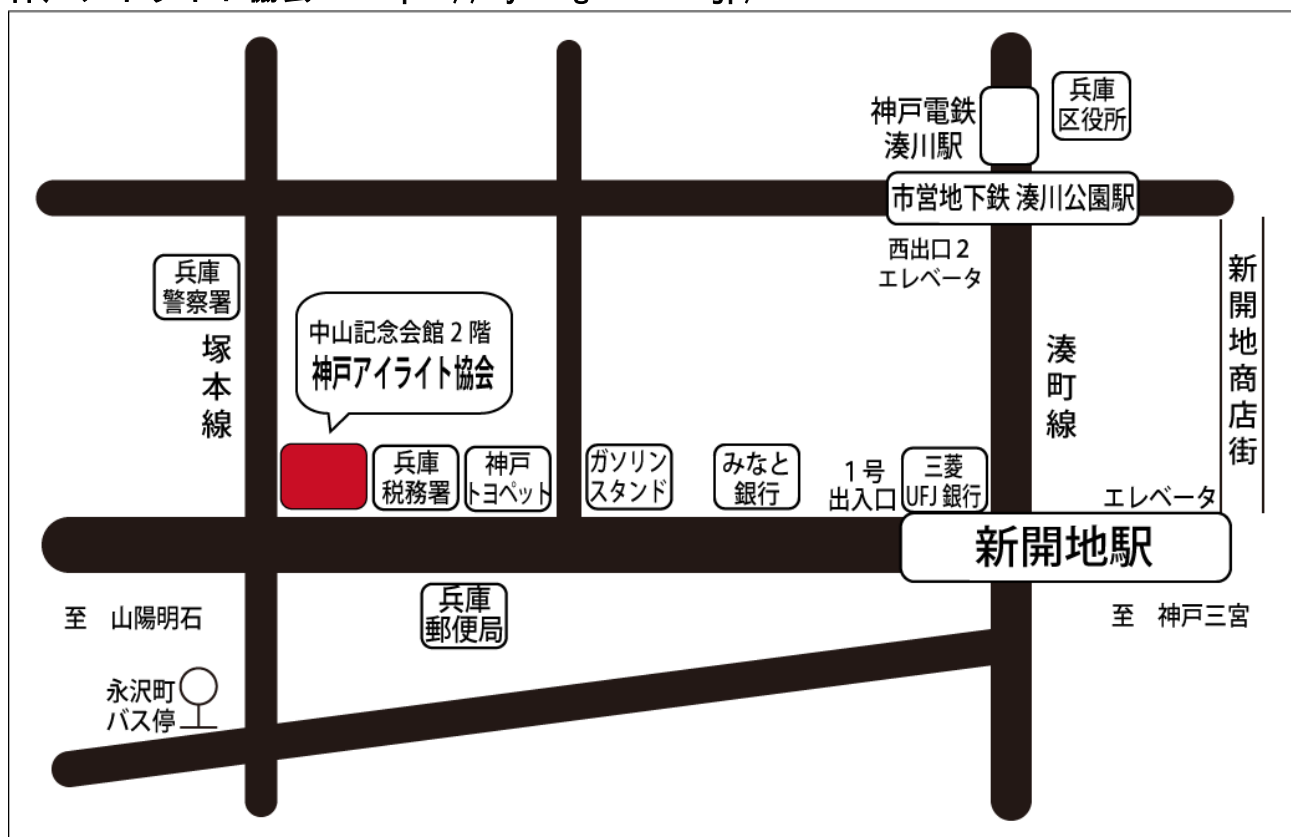 神戸電鉄
湊川駅
兵庫
区役所
市営地下鉄 湊川公園駅
西出口２
エレベータ
兵庫
警察署
中山記念会館２階
神戸アイライト協会
塚本線
湊町線
新開地商店街
兵庫
税務署
神戸
トヨペット
ガソリン
スタンド
みなと
銀行
１号
出入口
三菱
UFJ 銀行
エレベータ
新開地駅
至　山陽明石
兵庫
郵便局
至　神戸三宮
永沢町
バス停